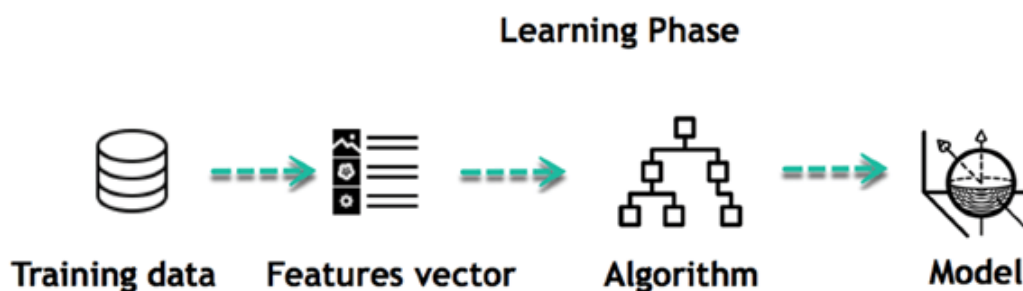 Learning Phase
Training data
Features vector
Algorithm
Model